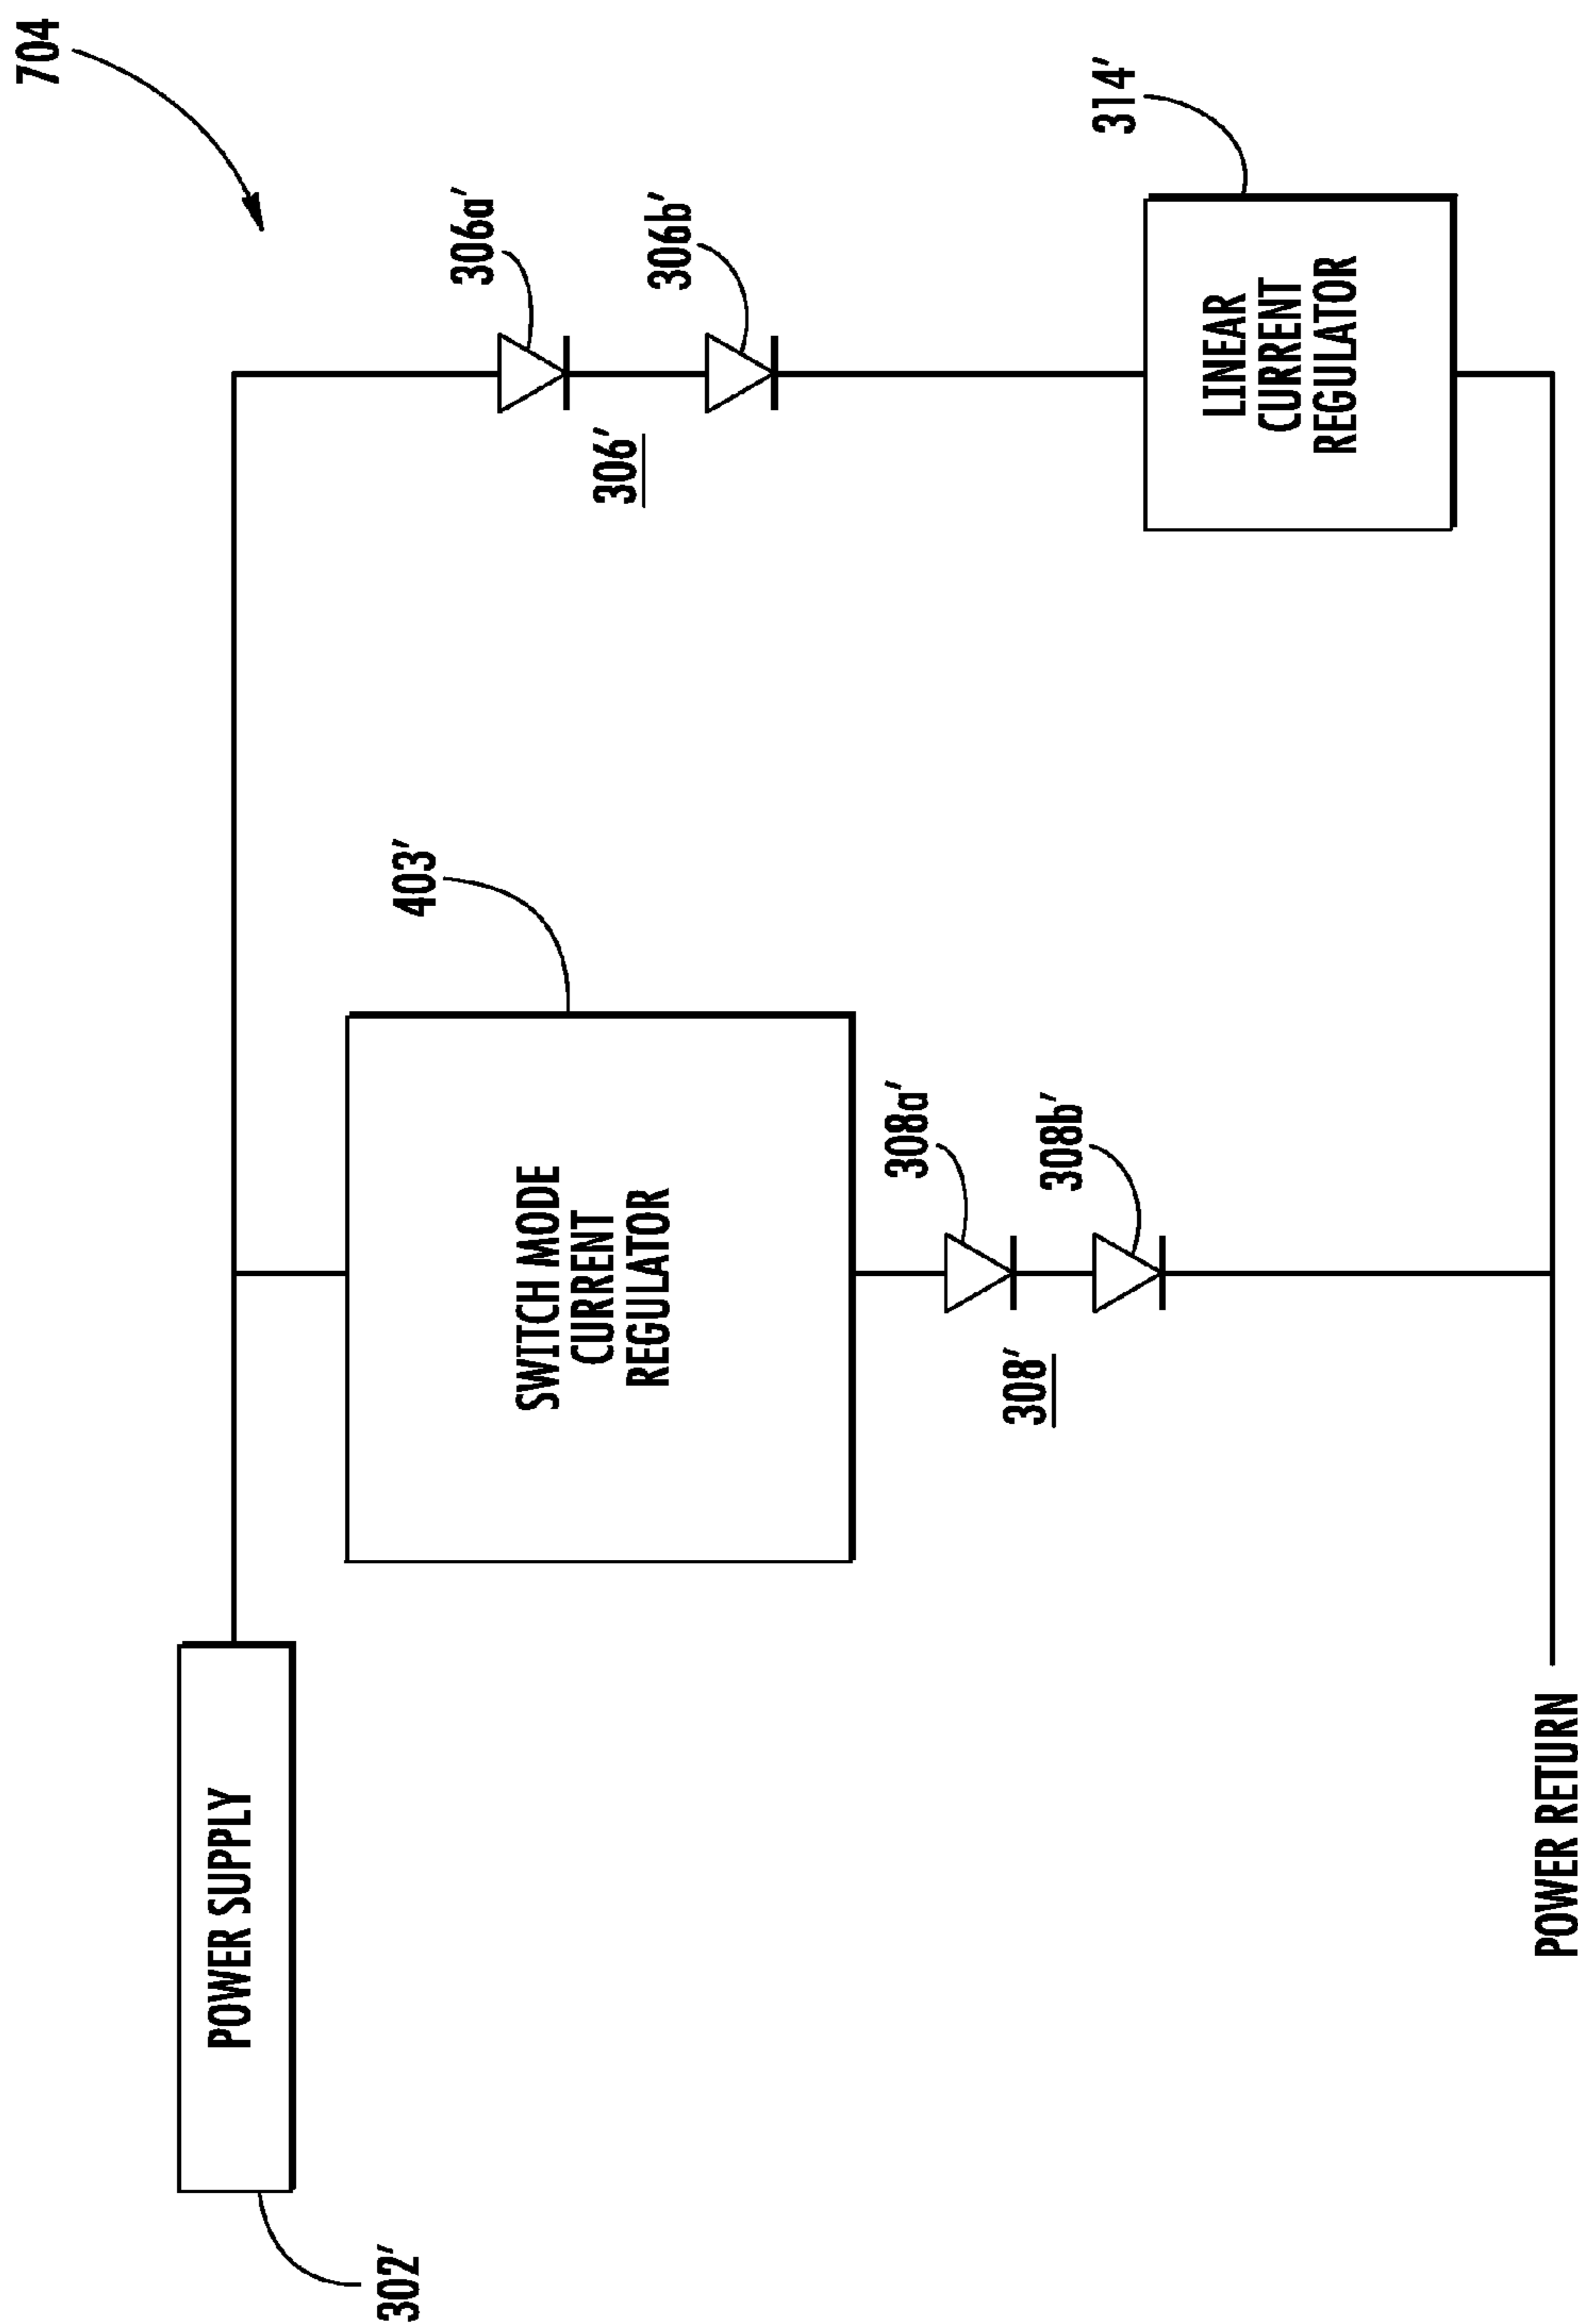 704
POWER SUPPLY
302′
403′
306a′
SWITCH MODE
CURRENT
REGULATOR
306′
306b′
308a′
308′
308b′
314′
LINEAR
CURRENT
REGULATOR
POWER RETURN